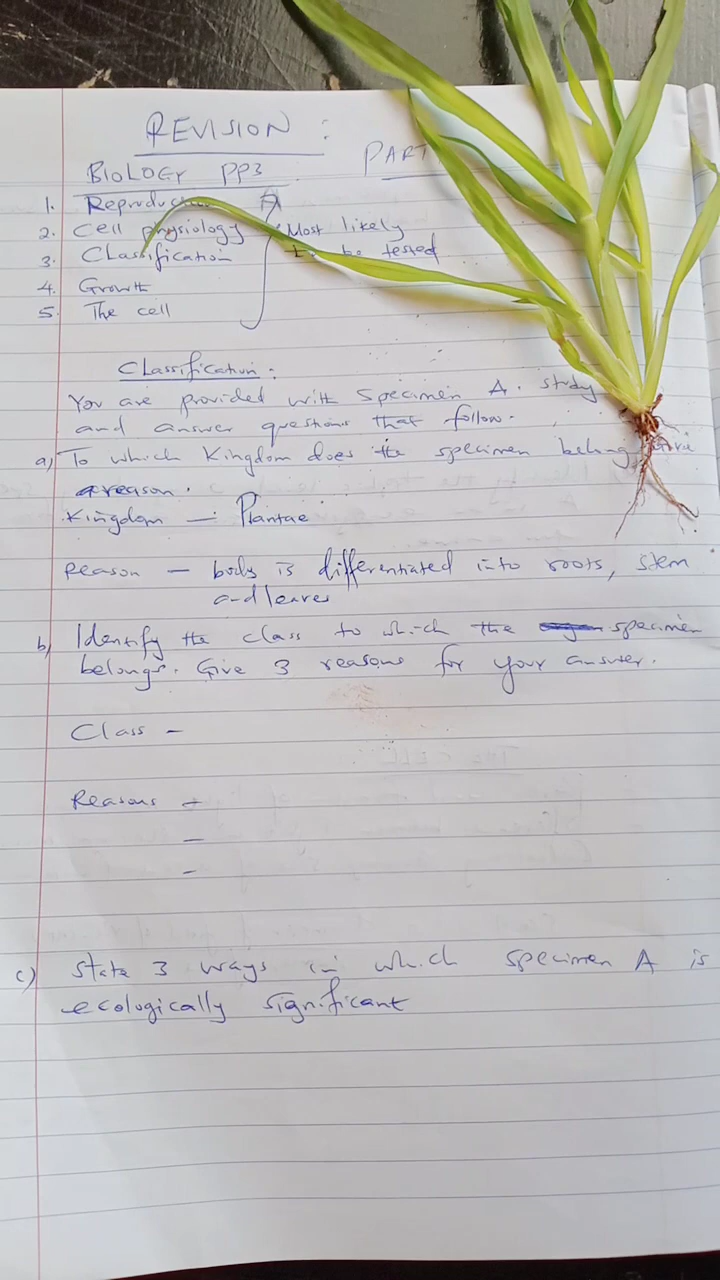 REVISION :
PART
BIOLOGY PP3
1. Reproduc
2. Cell physiology
Most likely
3. Classification
to be tested
4. Growth
5. The cell
Classification.
You are provided with specimen A. study
and answer questions that follow.
a) To which Kingdom does the specimen belong, Give
a reason.
Kingdom — Plantae
Reason — body is differentiated into roots, stem
and leaves
b) Identify the class to which the specimen
belongs. Give 3 reasons for your answer.
Class -
Reasons -
-
-
c) State 3 ways in which specimen A is
ecologically significant